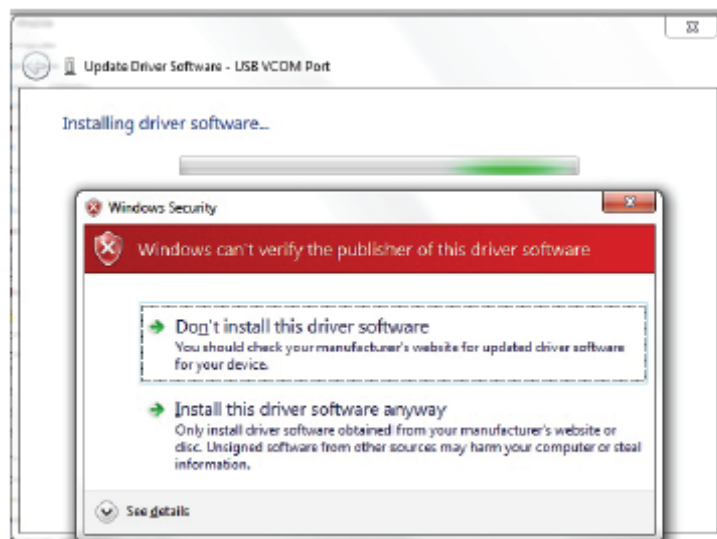 Update Driver Software - USB VCOM Port
Installing driver software...
Windows Security
Windows can't verify the publisher of this driver software
Don't install this driver software
You should check your manufacturer's website for updated driver software
for your device.
Install this driver software anyway
Only install driver software obtained from your manufacturer's website or
disc. Unsigned software from other sources may harm your computer or steal
information.
See details